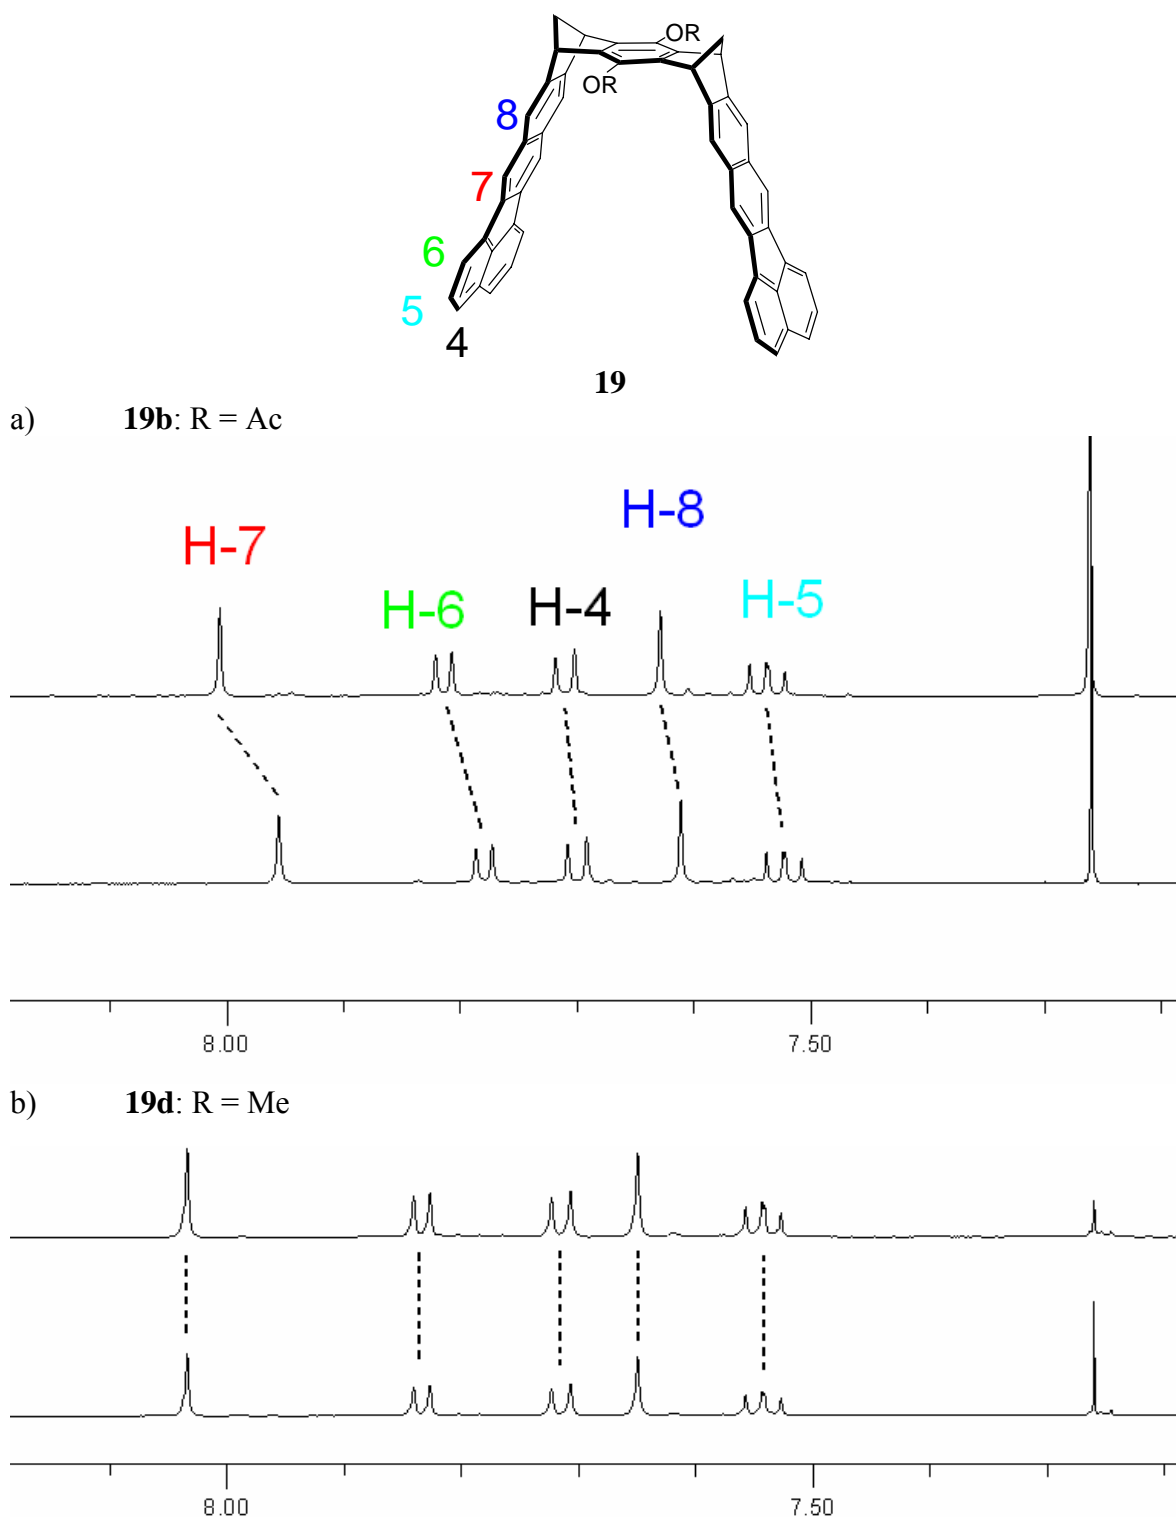 OR
OR
8
7
6
5
4
19
a) 19b: R = Ac
H-7
H-6
H-4
H-8
H-5
8.00 7.50
b) 19d: R = Me
8.00 7.50